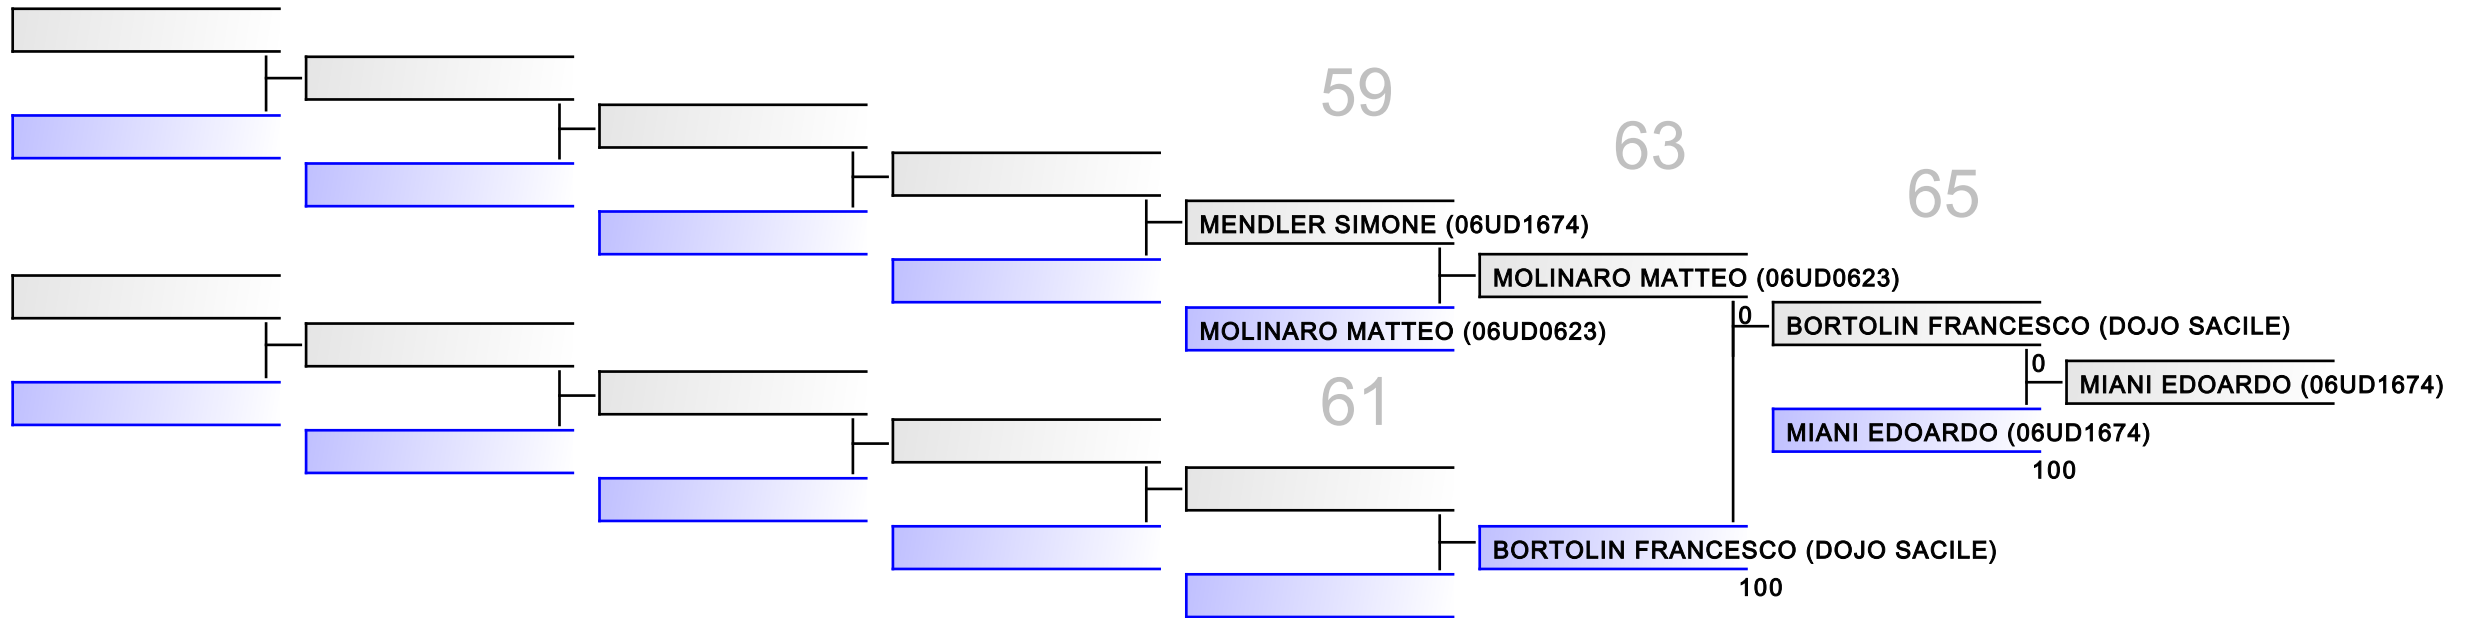 59
63
65
MENDLER SIMONE (06UD1674)
MOLINARO MATTEO (06UD0623)
0
BORTOLIN FRANCESCO (DOJO SACILE)
MOLINARO MATTEO (06UD0623)
0
MIANI EDOARDO (06UD1674)
61
MIANI EDOARDO (06UD1674)
100
BORTOLIN FRANCESCO (DOJO SACILE)
100